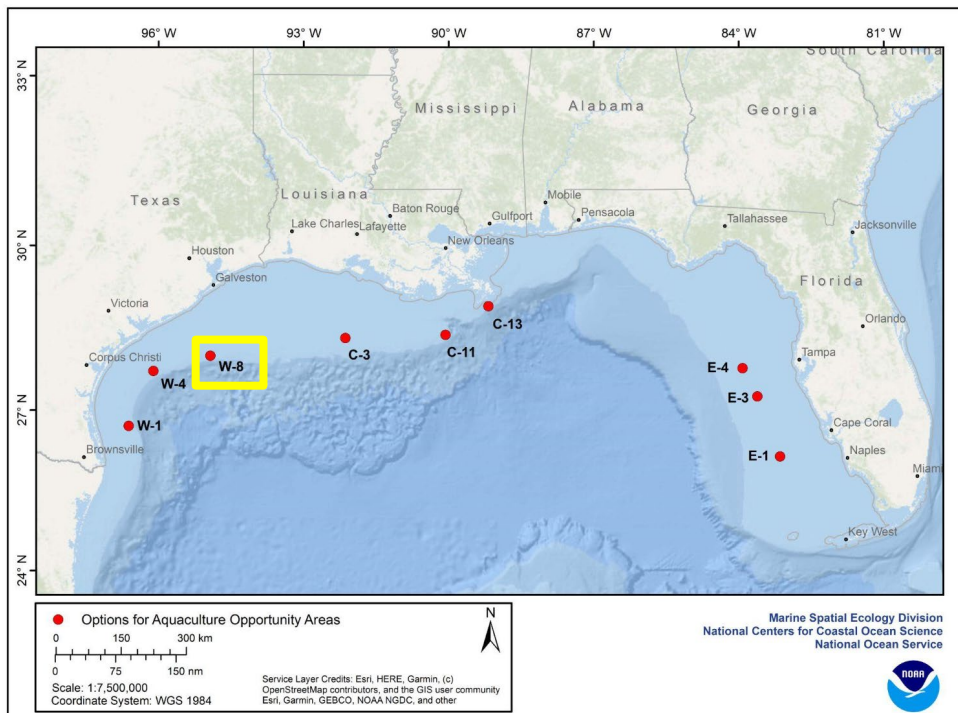 96° W
93° W
90° W
87° W
84° W
81° W
33° N
30° N
27° N
24° N
South Carolina
Mississippi
Alabama
Georgia
Texas
Louisiana
Baton Rouge
Mobile
Lake Charles
Lafayette
Gulfport
Pensacola
Tallahassee
Jacksonville
New Orleans
Houston
Galveston
Florida
Victoria
C-13
Orlando
Corpus Christi
W-8
C-3
C-11
Tampa
W-4
E-4
E-3
W-1
Cape Coral
Brownsville
E-1
Naples
Miami
Key West
Options for Aquaculture Opportunity Areas
0 150 300 km
0 75 150 nm
Scale: 1:7,500,000
Coordinate System: WGS 1984
N
Service Layer Credits: Esri, HERE, Garmin, (c)
OpenStreetMap contributors, and the GIS user community
Esri, Garmin, GEBCO, NOAA NGDC, and other
Marine Spatial Ecology Division
National Centers for Coastal Ocean Science
National Ocean Service
NOAA